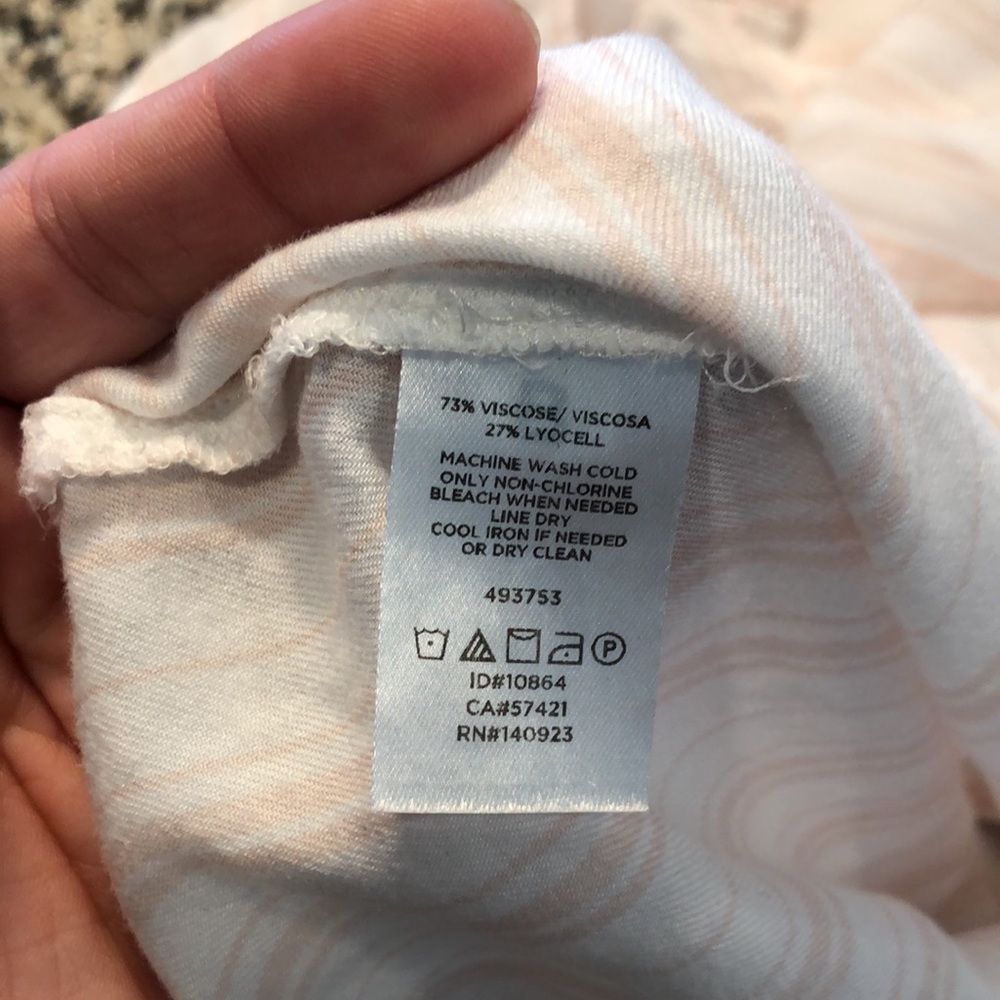 73% VISCOSE/ VISCOSA
27% LYOCELL
MACHINE WASH COLD
ONLY NON-CHLORINE
BLEACH WHEN NEEDED
LINE DRY
COOL IRON IF NEEDED
OR DRY CLEAN
493753
P
ID#10864
CA#57421
RN#140923